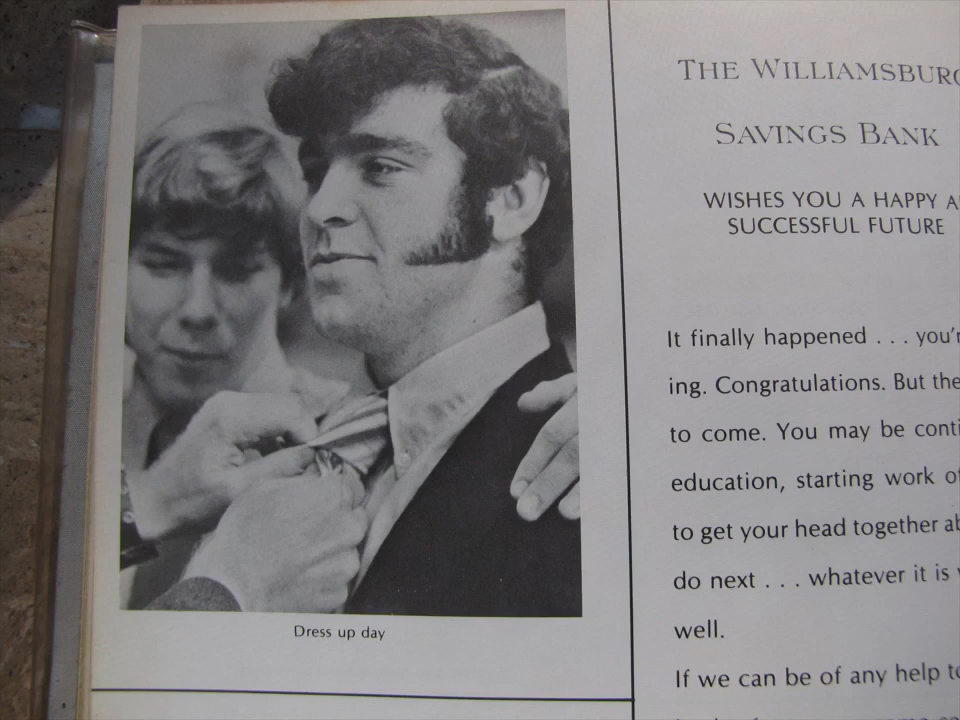 Dress up day
THE WILLIAMSBURG
SAVINGS BANK
WISHES YOU A HAPPY
SUCCESSFUL FUTURE
It finally happened . . .
ing. Congratulations. But the
to come. You may be
education, starting work
to get your head together
do next . . . whatever it is
well.
If we can be of any help